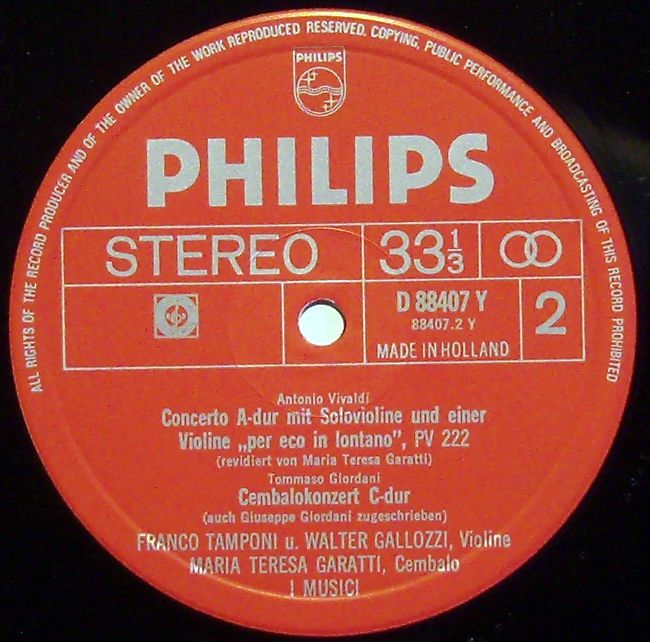 ALL RIGHTS OF THE RECORD PRODUCER AND OF THE OWNER OF THE WORK REPRODUCED RESERVED. COPYING, PUBLIC PERFORMANCE AND BROADCASTING OF THIS RECORD PROHIBITED
PHILIPS
PHILIPS
STEREO
33 1/3
D 88407 Y
88407.2 Y
MADE IN HOLLAND
2
Antonio Vivaldi
Concerto A-dur mit Solovioline und einer
Violine „per eco in lontano", PV 222
(revidiert von Maria Teresa Garatti)
Tommaso Giordani
Cembalokonzert C-dur
(auch Giuseppe Giordani zugeschrieben)
FRANCO TAMPONI u. WALTER GALLOZZI, Violine
MARIA TERESA GARATTI, Cembalo
I MUSICI